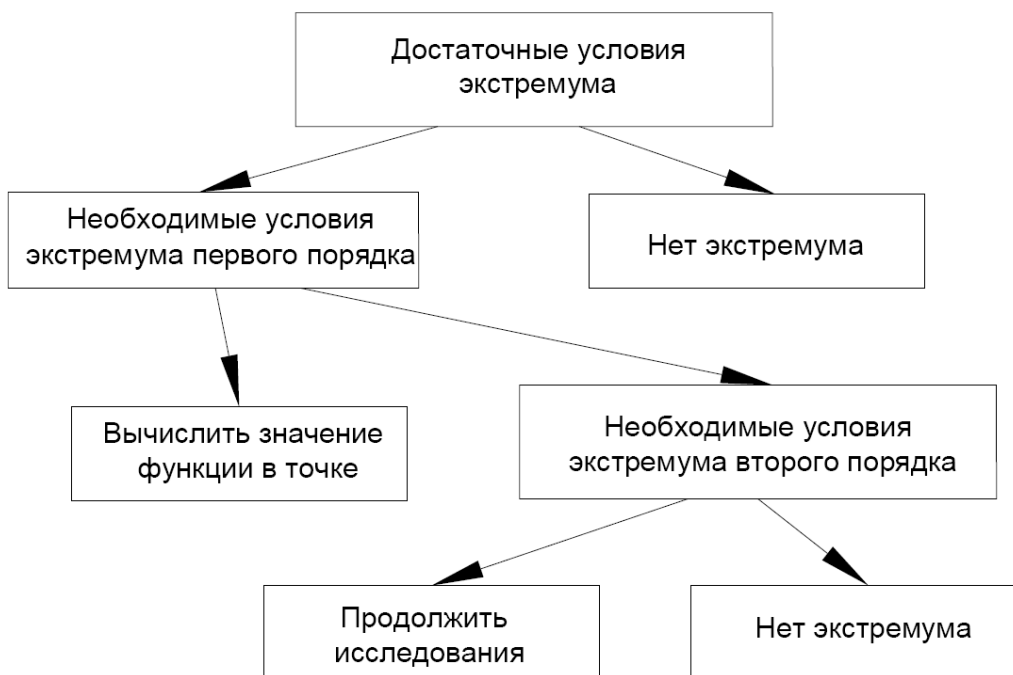 Достаточные условия
экстремума
Необходимые условия
экстремума первого порядка
Нет экстремума
Вычислить значение
функции в точке
Необходимые условия
экстремума второго порядка
Продолжить
исследования
Нет экстремума